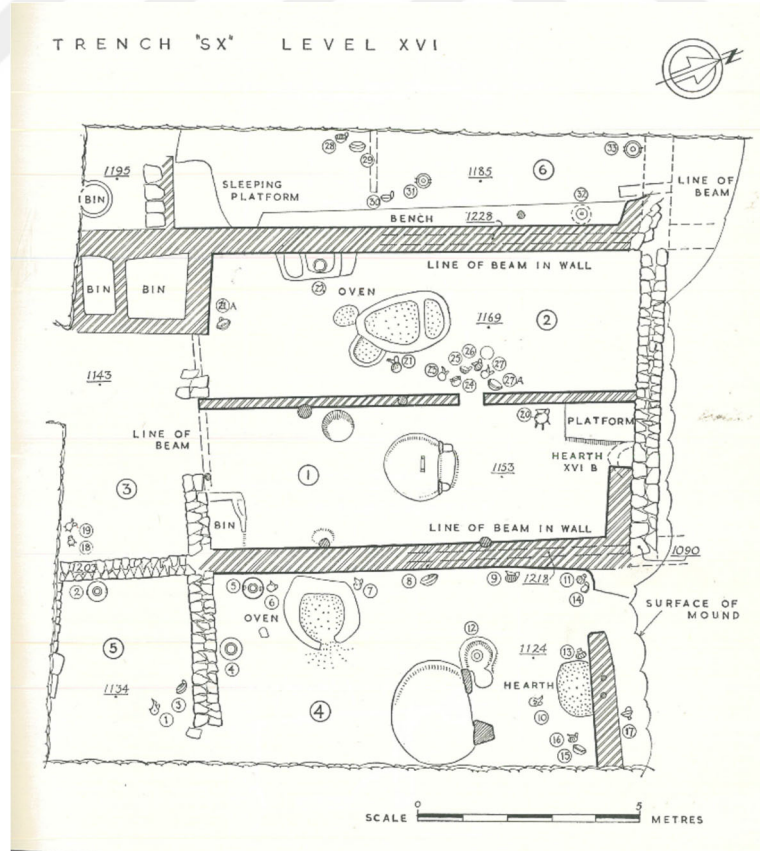 TRENCH "SX" LEVEL XVI
N
1195
BIN
SLEEPING
PLATFORM
28
29
30
31
1185
6
33
32
LINE OF
BEAM
BENCH
1228
LINE OF BEAM IN WALL
BIN
BIN
22
OVEN
21A
1169
2
21
23
25
26
27
24
27A
1143
LINE OF
BEAM
20
PLATFORM
HEARTH
XVI B
1
1153
3
BIN
LINE OF BEAM IN WALL
19
18
1090
2
5
6
7
8
9
1218
11
14
OVEN
SURFACE OF
MOUND
5
4
12
1124
13
HEARTH
1134
3
1
4
10
17
16
15
SCALE
0
5
METRES